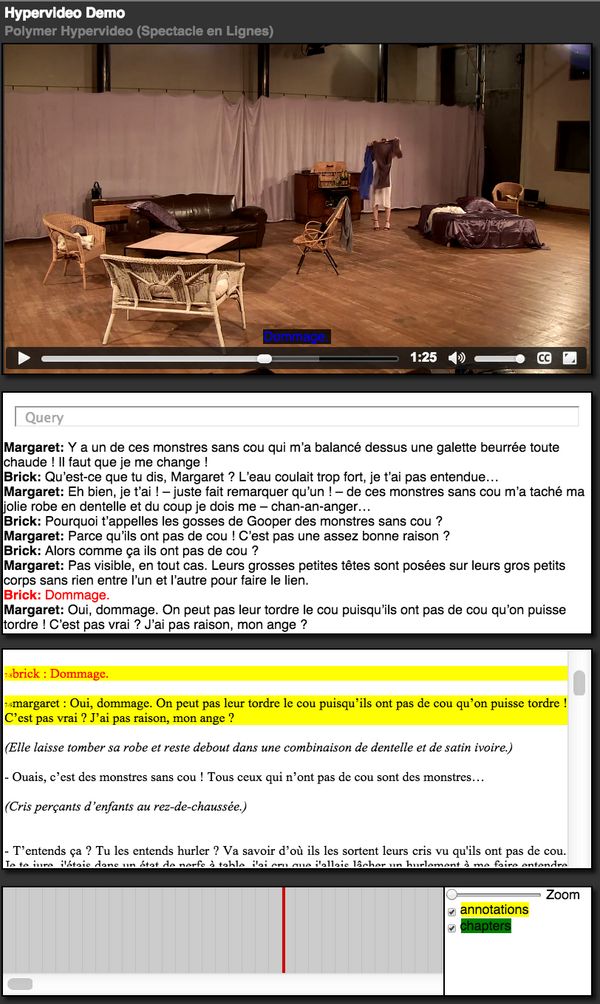 Hypervideo Demo
Polymer Hypervideo (Spectacle en Lignes)
Dommage.
1:25
CC
Query
Margaret: Y a un de ces monstres sans cou qui m’a balancé dessus une galette beurrée toute
chaude ! Il faut que je me change !
Brick: Qu’est-ce que tu dis, Margaret ? L’eau coulait trop fort, je t’ai pas entendue…
Margaret: Eh bien, je t’ai ! – juste fait remarquer qu’un ! – de ces monstres sans cou m’a taché ma
jolie robe en dentelle et du coup je dois me – chan-an-anger…
Brick: Pourquoi t’appelles les gosses de Gooper des monstres sans cou ?
Margaret: Parce qu’ils ont pas de cou ! C’est pas une assez bonne raison ?
Brick: Alors comme ça ils ont pas de cou ?
Margaret: Pas visible, en tout cas. Leurs grosses petites têtes sont posées sur leurs gros petits
corps sans rien entre l’un et l’autre pour faire le lien.
Brick: Dommage.
Margaret: Oui, dommage. On peut pas leur tordre le cou puisqu’ils ont pas de cou qu’on puisse
tordre ! C’est pas vrai ? J’ai pas raison, mon ange ?
brick : Dommage.
margaret : Oui, dommage. On peut pas leur tordre le cou puisqu’ils ont pas de cou qu’on puisse tordre !
C’est pas vrai ? J’ai pas raison, mon ange ?
(Elle laisse tomber sa robe et reste debout dans une combinaison de dentelle et de satin ivoire.)
- Ouais, c’est des monstres sans cou ! Tous ceux qui n’ont pas de cou sont des monstres…
(Cris perçants d’enfants au rez-de-chaussée.)
- T’entends ça ? Tu les entends hurler ? Va savoir d’où ils les sortent leurs cris vu qu'ils ont pas de cou.
Je te jure, j'étais dans un état de nerfs à table, j'ai cru que j'allais lâcher un hurlement à me faire entendre
Zoom
annotations
chapters